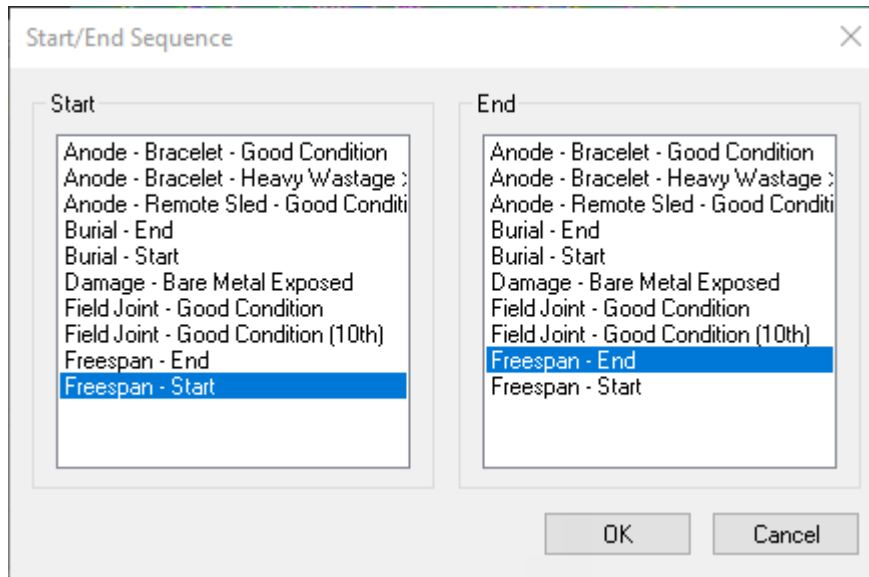 Start/End Sequence
Start
Anode - Bracelet - Good Condition
Anode - Bracelet - Heavy Wastage >
Anode - Remote Sled - Good Conditi
Burial - End
Burial - Start
Damage - Bare Metal Exposed
Field Joint - Good Condition
Field Joint - Good Condition (10th)
Freespan - End
Freespan - Start
End
Anode - Bracelet - Good Condition
Anode - Bracelet - Heavy Wastage >
Anode - Remote Sled - Good Conditi
Burial - End
Burial - Start
Damage - Bare Metal Exposed
Field Joint - Good Condition
Field Joint - Good Condition (10th)
Freespan - End
Freespan - Start
OK
Cancel